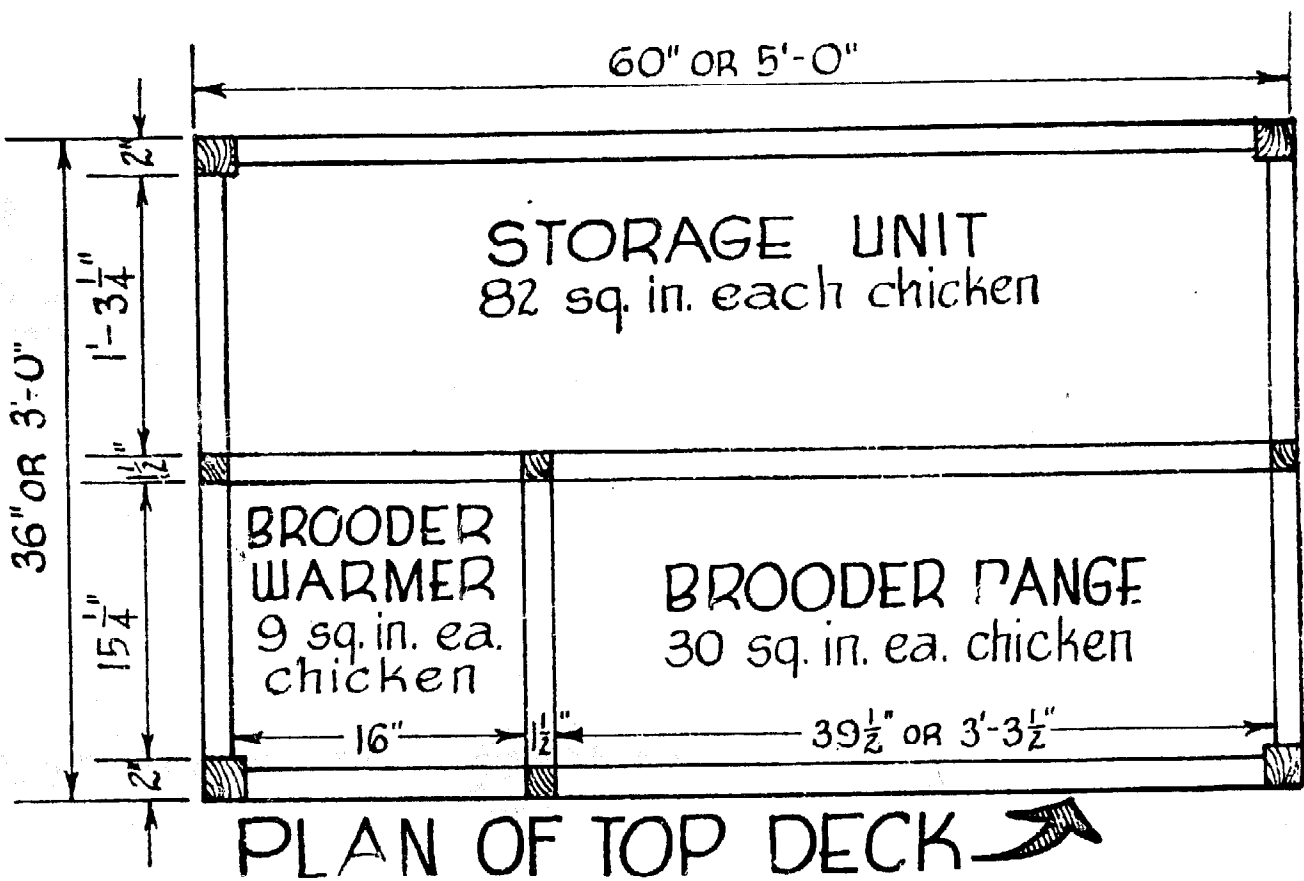 60" OR 5'-0"
2"
1'-3 1/4"
36" OR 3'-0"
1 1/2"
15 1/4"
2"
STORAGE UNIT
82 sq. in. each chicken
BROODER
WARMER
9 sq. in. ea.
chicken
BROODER RANGE
30 sq. in. ea. chicken
16"
1 1/2"
39 1/2" OR 3'-3 1/2"
PLAN OF TOP DECK